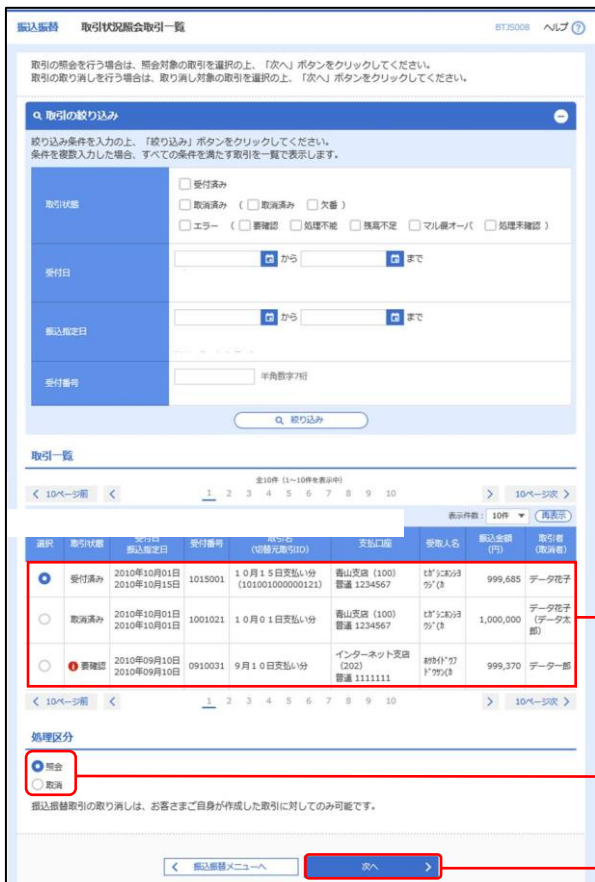 振込振替 取引状況照会取引一覧 BTJS008 ヘルプ ?
取引の照会を行う場合は、照会対象の取引を選択の上、「次へ」ボタンをクリックしてください。
取引の取り消しを行う場合は、取り消し対象の取引を選択の上、「次へ」ボタンをクリックしてください。
取引の絞り込み
絞り込み条件を入力の上、「絞り込み」ボタンをクリックしてください。
条件を複数入力した場合、すべての条件を満たす取引を一覧で表示します。
取引状態
受付済み
取消済み ( 取消済み 欠番 )
エラー ( 要確認 処理不能 残高不足 マル優オーバ 処理未確認 )
受付日
から まで
振込指定日
から まで
受付番号
半角数字7桁
絞り込み
取引一覧
全10件 (1~10件を表示中)
< 10ページ前 < 1 2 3 4 5 6 7 8 9 10 > 10ページ次 >
表示件数: 10件 再表示
選択 取引状態 受付日 振込指定日 受付番号 取引名 (切替元取引ID) 支払口座 受取人名 振込金額 (円) 取引者 (取消者)
受付済み 2010年10月01日 2010年10月15日 1015001 10月15日支払い分 (101001000000121) 青山支店 (100) 普通 1234567 999,685 データ花子
取消済み 2010年10月01日 2010年10月01日 1001021 10月01日支払い分 青山支店 (100) 普通 1234567 1,000,000 データ花子 (データ太郎)
要確認 2010年09月10日 2010年09月10日 0910031 9月10日支払い分 インターネット支店 (202) 普通 1111111 999,370 データ一郎
< 10ページ前 < 1 2 3 4 5 6 7 8 9 10 > 10ページ次 >
処理区分
照会
取消
振込振替取引の取り消しは、お客さまご自身が作成した取引に対してのみ可能です。
< 振込振替メニューへ 次へ >